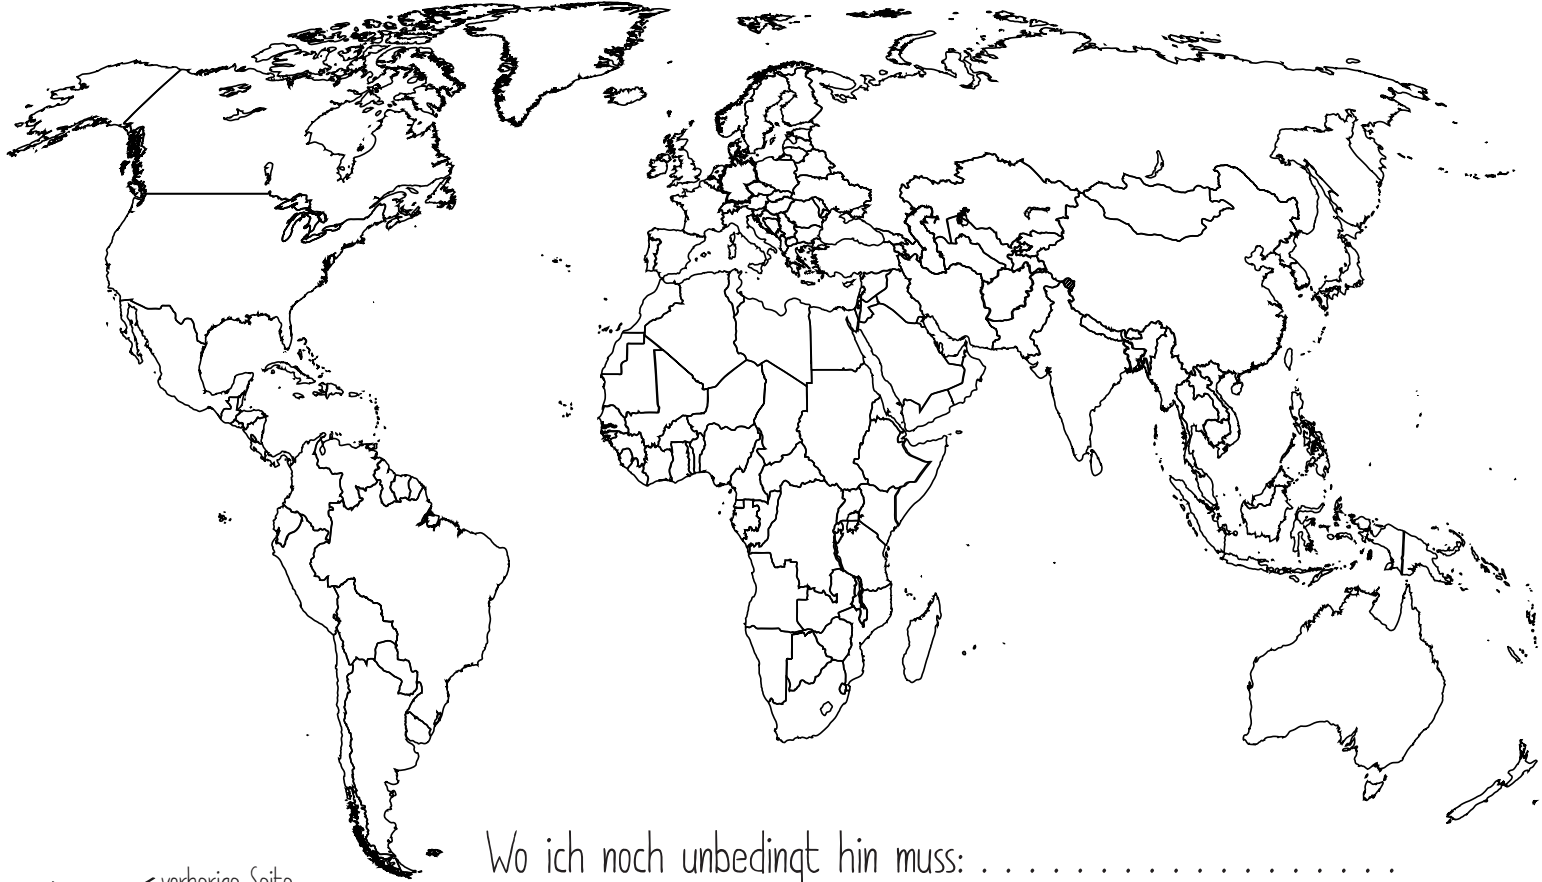 Wo ich noch unbedingt hin muss: . . . . . . . . . . . . . . . . . .
vorherige Seite